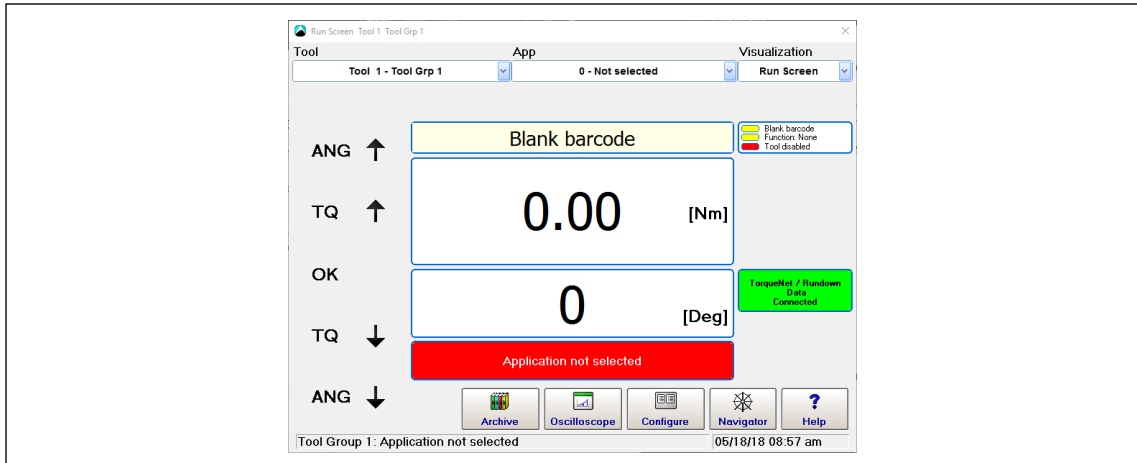 Run Screen Tool 1 Tool Grp 1
Tool App Visualization
Tool 1 - Tool Grp 1 0 - Not selected Run Screen
Blank barcode
Blank barcode
Function: None
Tool disabled
ANG
TQ
0.00 [Nm]
OK
TorqueNet / Rundown
Data
Connected
0 [Deg]
TQ
Application not selected
ANG
Archive Oscilloscope Configure Navigator ? Help
Tool Group 1: Application not selected 05/18/18 08:57 am